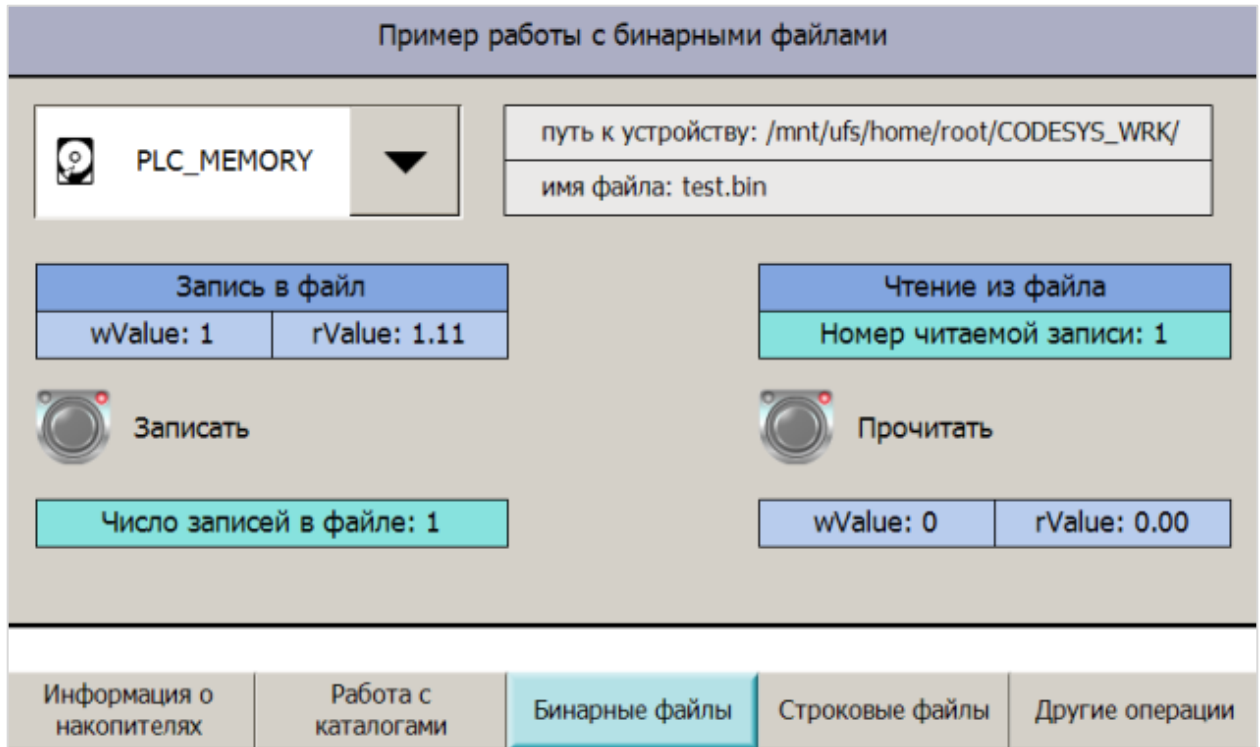 Пример работы с бинарными файлами
PLC_MEMORY
путь к устройству: /mnt/ufs/home/root/CODESYS_WRK/
имя файла: test.bin
Запись в файл
wValue: 1
rValue: 1.11
Записать
Число записей в файле: 1
Чтение из файла
Номер читаемой записи: 1
Прочитать
wValue: 0
rValue: 0.00
Информация о
накопителях
Работа с
каталогами
Бинарные файлы
Строковые файлы
Другие операции